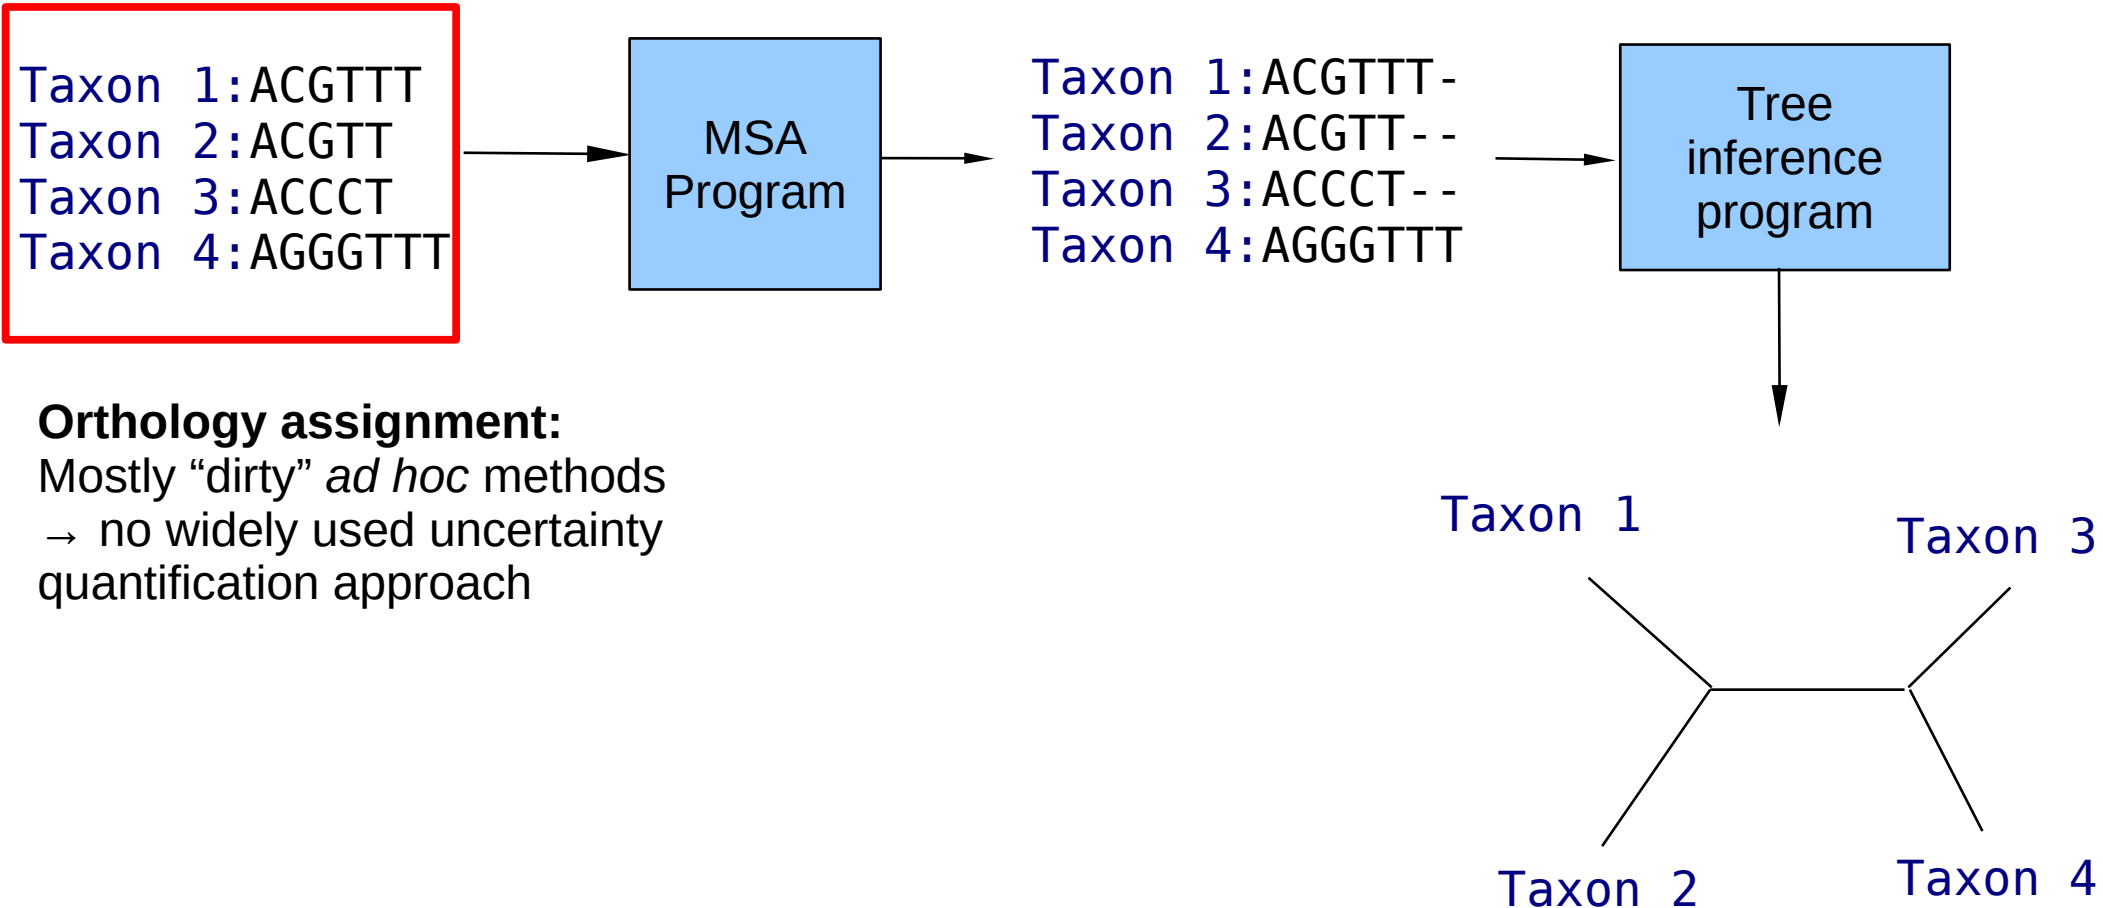 Taxon 1:ACGTTT
Taxon 2:ACGTT
Taxon 3:ACCCT
Taxon 4:AGGGTTT
MSA
Program
Taxon 1:ACGTTT-
Taxon 2:ACGTT--
Taxon 3:ACCCT--
Taxon 4:AGGGTTT
Tree
inference
program
Orthology assignment:
Mostly “dirty” ad hoc methods
→ no widely used uncertainty
quantification approach
Taxon 1
Taxon 3
Taxon 2
Taxon 4